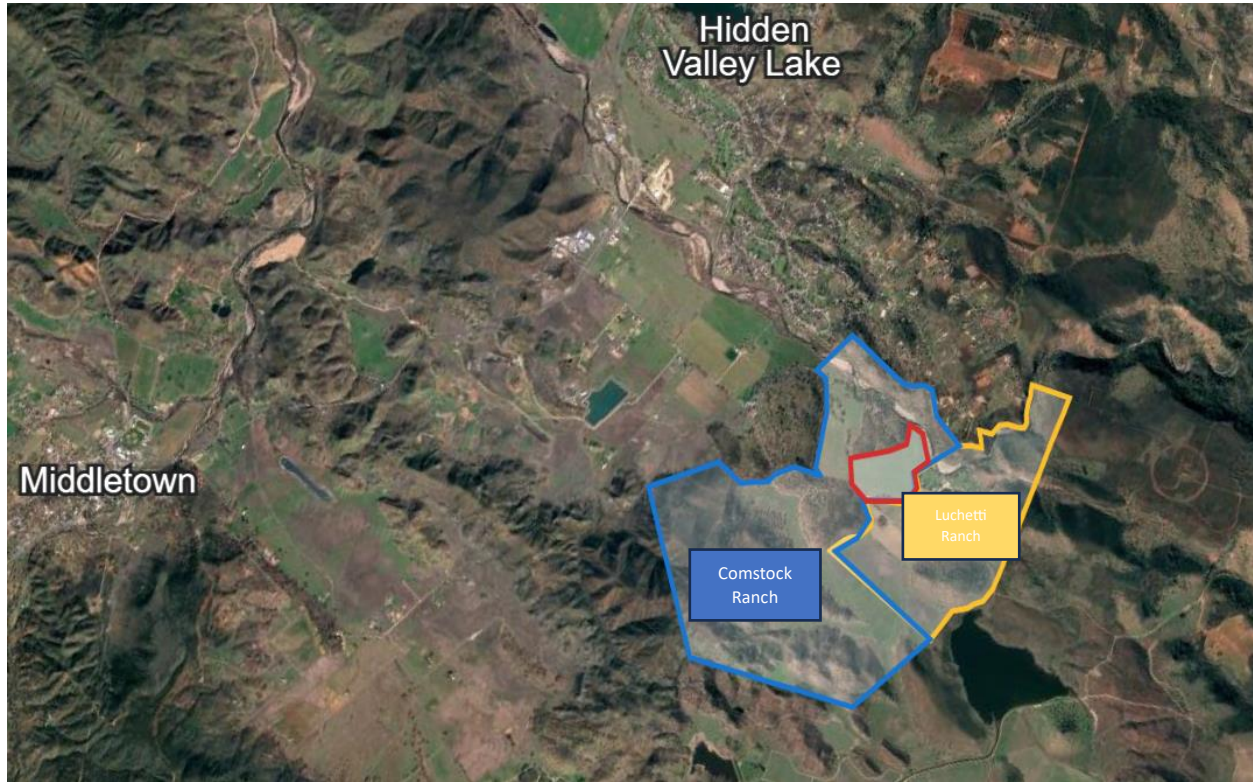 Hidden
Valley Lake
Middletown
Luchetti
Ranch
Comstock
Ranch